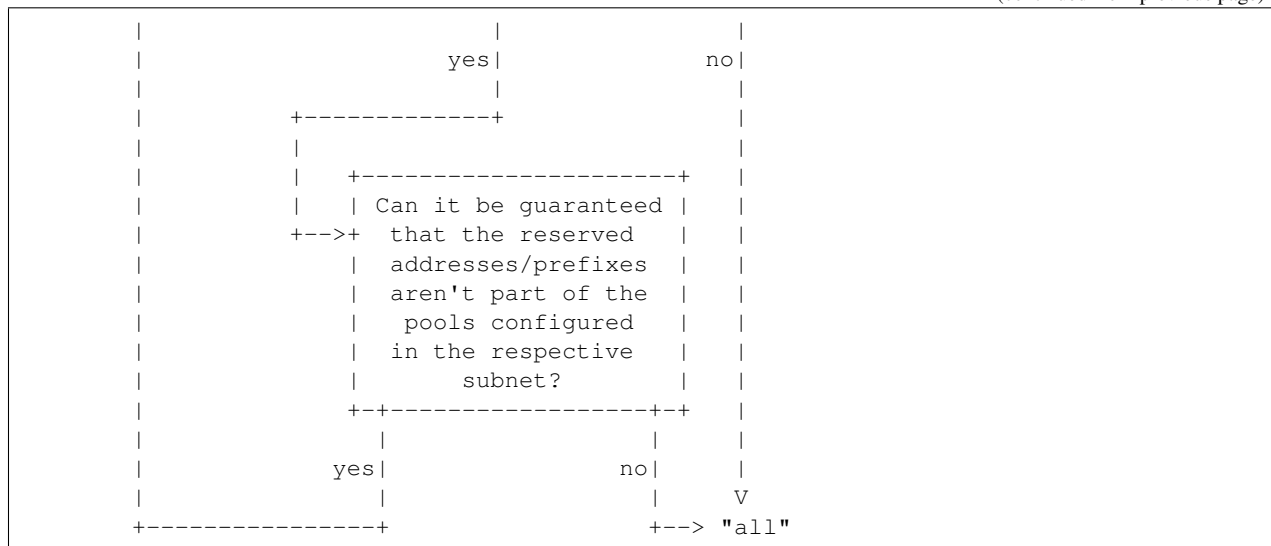 |                        |                |
|                     yes|              no|
|                        |                |
|          +-------------+                |
|          |                              |
|          |   +----------------------+   |
|          |   | Can it be guaranteed |   |
|          +-->+  that the reserved   |   |
|              |  addresses/prefixes  |   |
|              |  aren't part of the  |   |
|              |   pools configured   |   |
|              |  in the respective   |   |
|              |       subnet?        |   |
|              +-+------------------+-+   |
|                |                  |     |
|             yes|                no|     |
|                |                  |     V
+----------------+                  +--> "all"